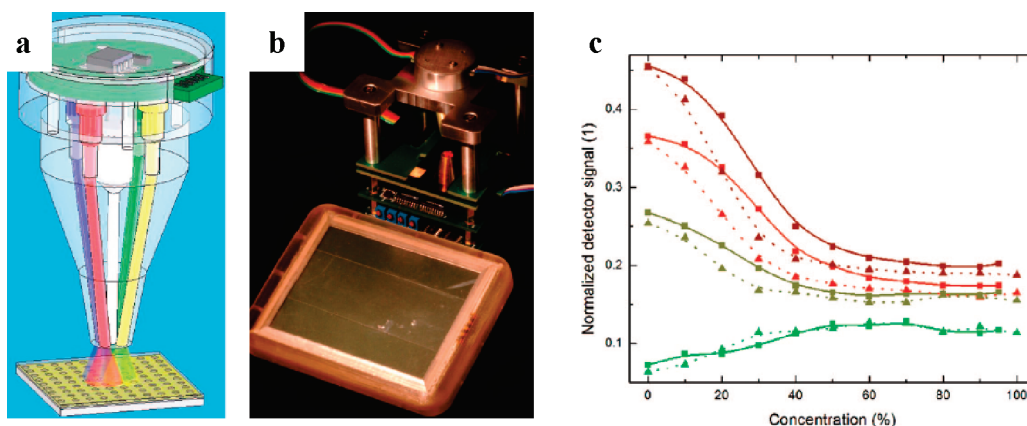 a
b
c
Normalized detector signal (1)
0.4
0.3
0.2
0.1
0
20
40
60
80
100
Concentration (%)